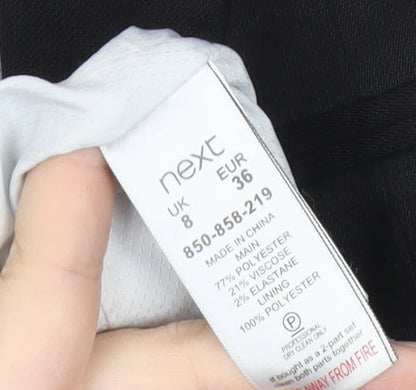 next
UK EUR
8 36
850-858-219
MADE IN CHINA
MAIN
77% POLYESTER
21% VISCOSE
2% ELASTANE
LINING
100% POLYESTER
P
PROFESSIONAL
DRY CLEAN ONLY
If bought as a 2-part set
both parts together
AWAY FROM FIRE